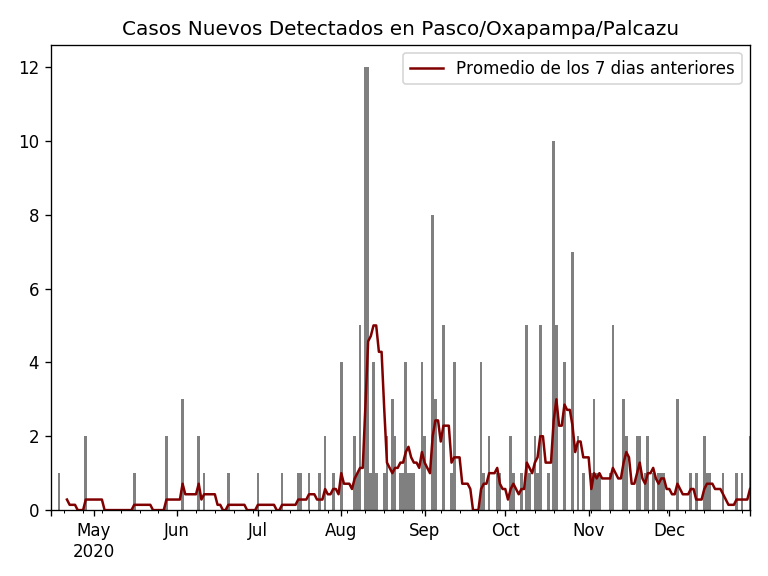 Casos Nuevos Detectados en Pasco/Oxapampa/Palcazu
Promedio de los 7 dias anteriores
12
10
8
6
4
2
0
May Jun Jul Aug Sep Oct Nov Dec
2020